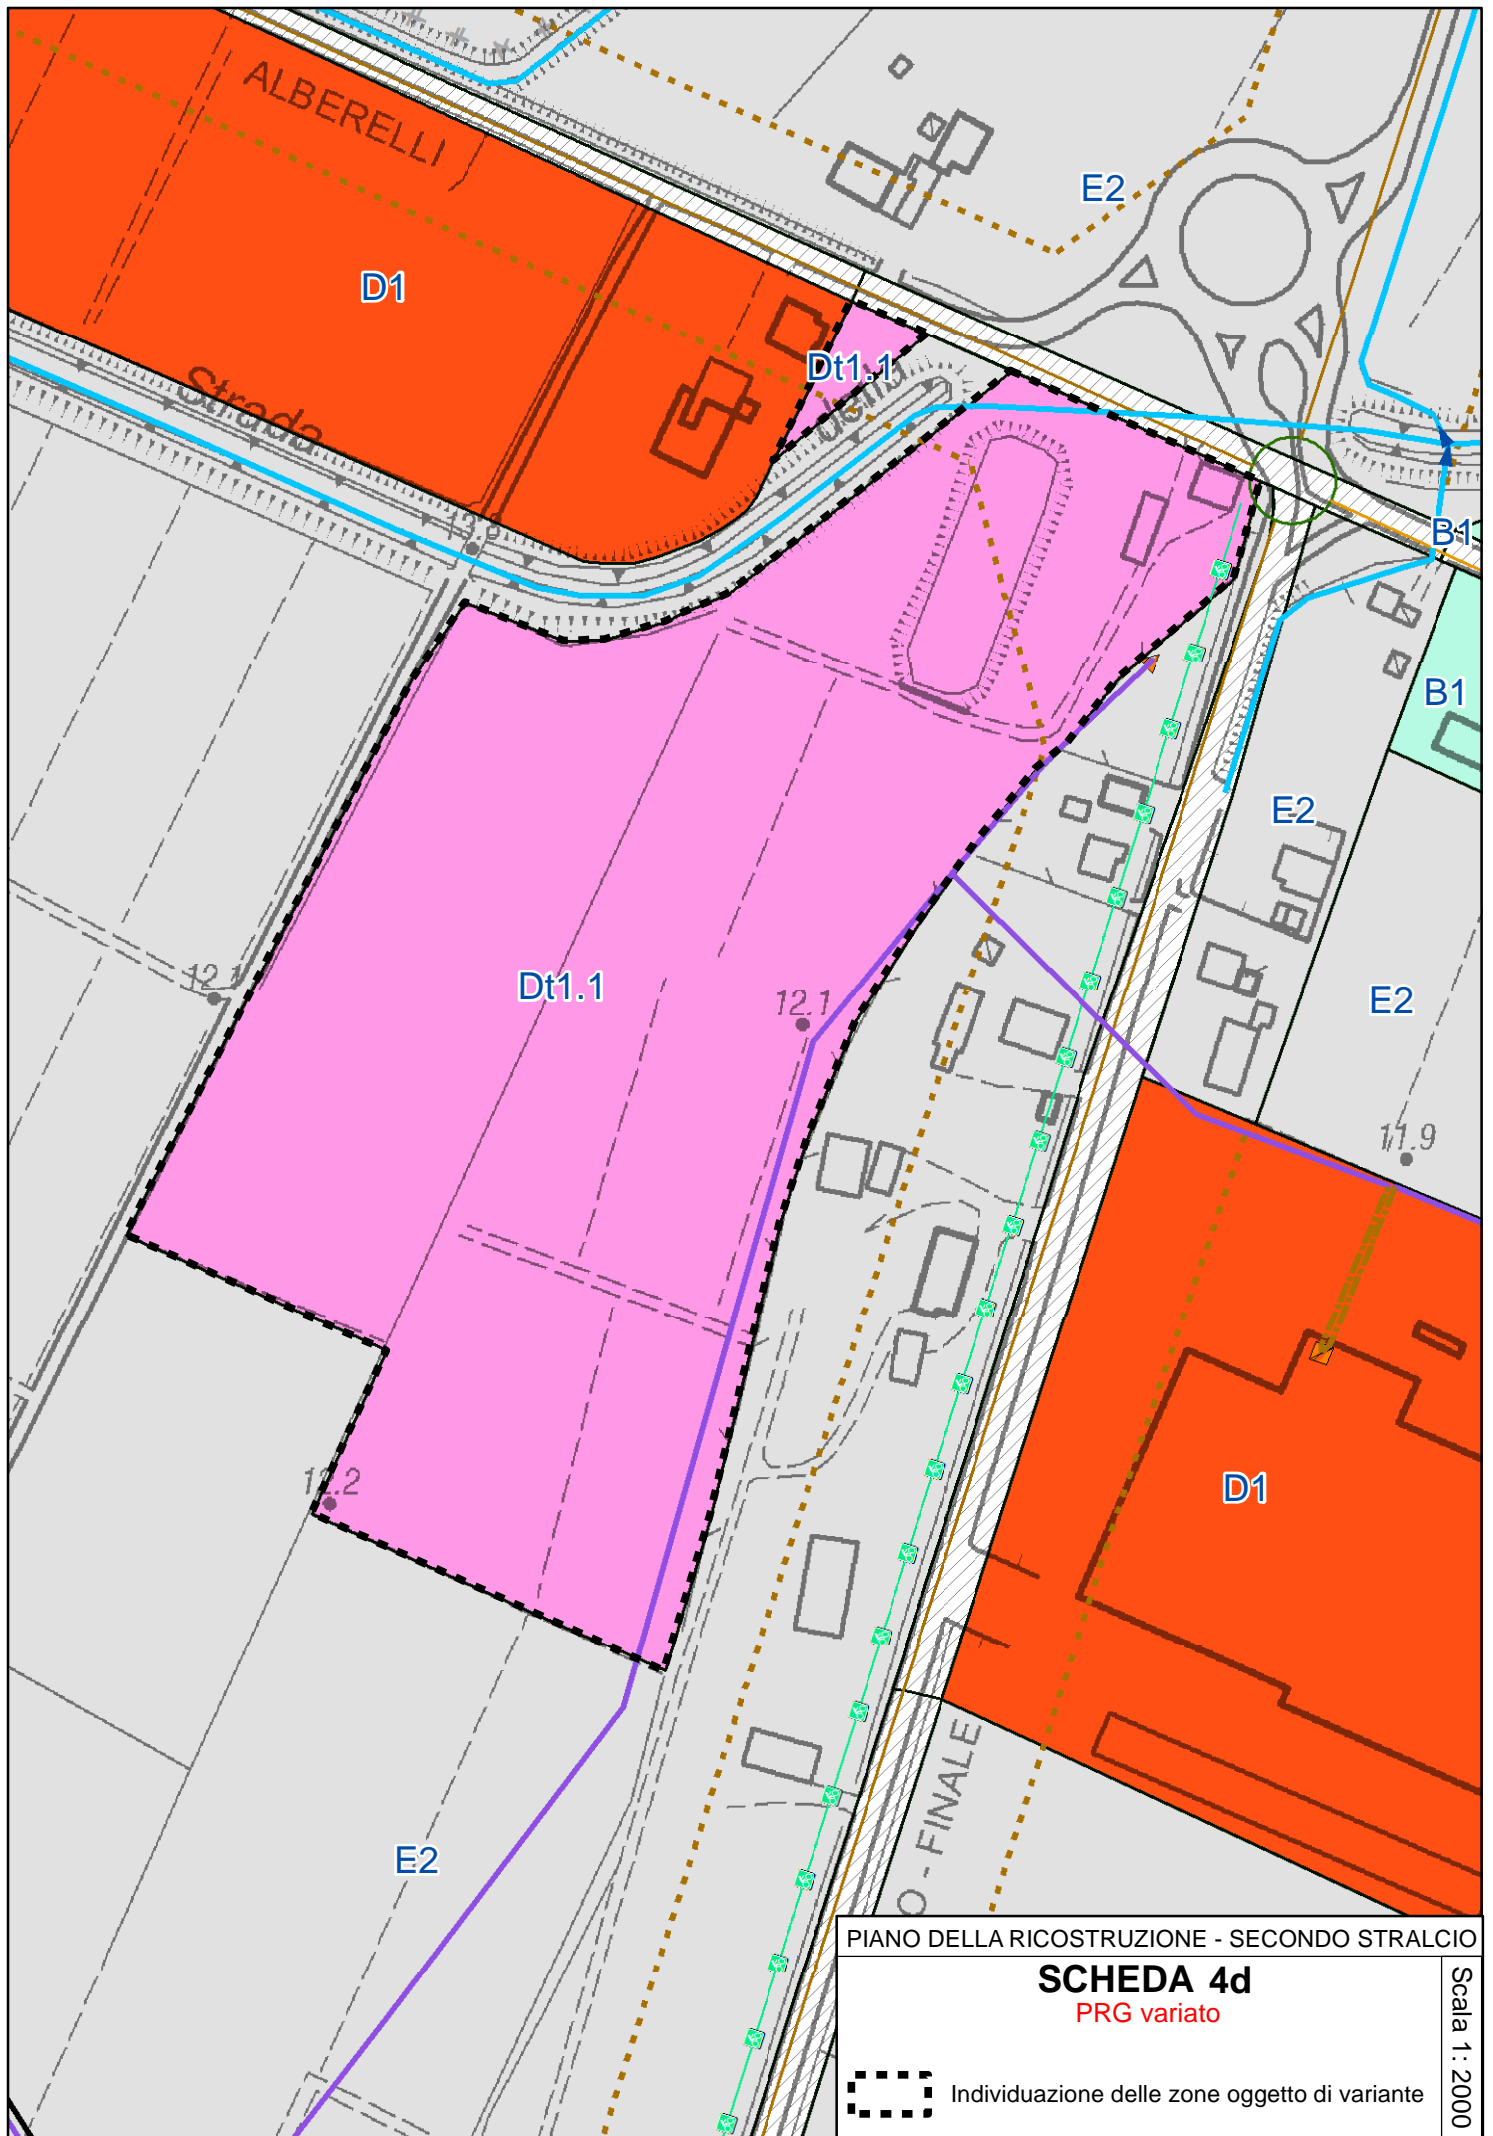 ALBERELLI
E2
D1
Dt1.1
Strada
13.8
B1
B1
E2
12.1
Dt1.1
12.1
E2
11.9
12.2
D1
E2
O - FINALE
PIANO DELLA RICOSTRUZIONE - SECONDO STRALCIO
SCHEDA 4d
PRG variato
Individuazione delle zone oggetto di variante
Scala 1: 2000